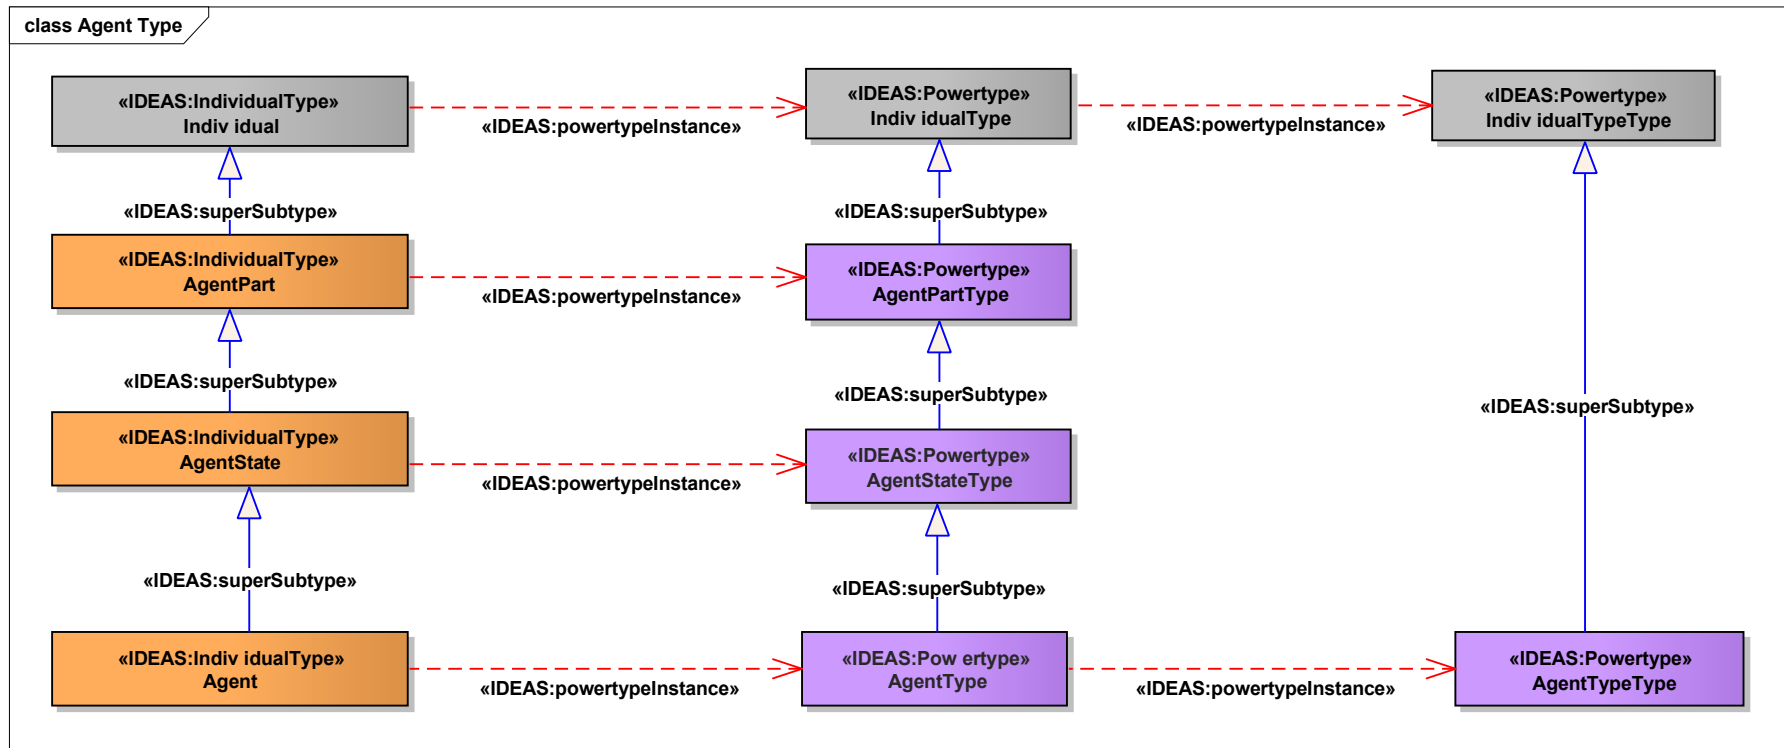 class Agent Type
«IDEAS:IndividualType»
Indiv idual
«IDEAS:powertypeInstance»
«IDEAS:Powertype»
Indiv idualType
«IDEAS:powertypeInstance»
«IDEAS:Powertype»
Indiv idualTypeType
«IDEAS:superSubtype»
«IDEAS:superSubtype»
«IDEAS:IndividualType»
AgentPart
«IDEAS:powertypeInstance»
«IDEAS:Powertype»
AgentPartType
«IDEAS:superSubtype»
«IDEAS:superSubtype»
«IDEAS:superSubtype»
«IDEAS:IndividualType»
AgentState
«IDEAS:powertypeInstance»
«IDEAS:Powertype»
AgentStateType
«IDEAS:superSubtype»
«IDEAS:superSubtype»
«IDEAS:Indiv idualType»
Agent
«IDEAS:powertypeInstance»
«IDEAS:Pow ertype»
AgentType
«IDEAS:powertypeInstance»
«IDEAS:Powertype»
AgentTypeType